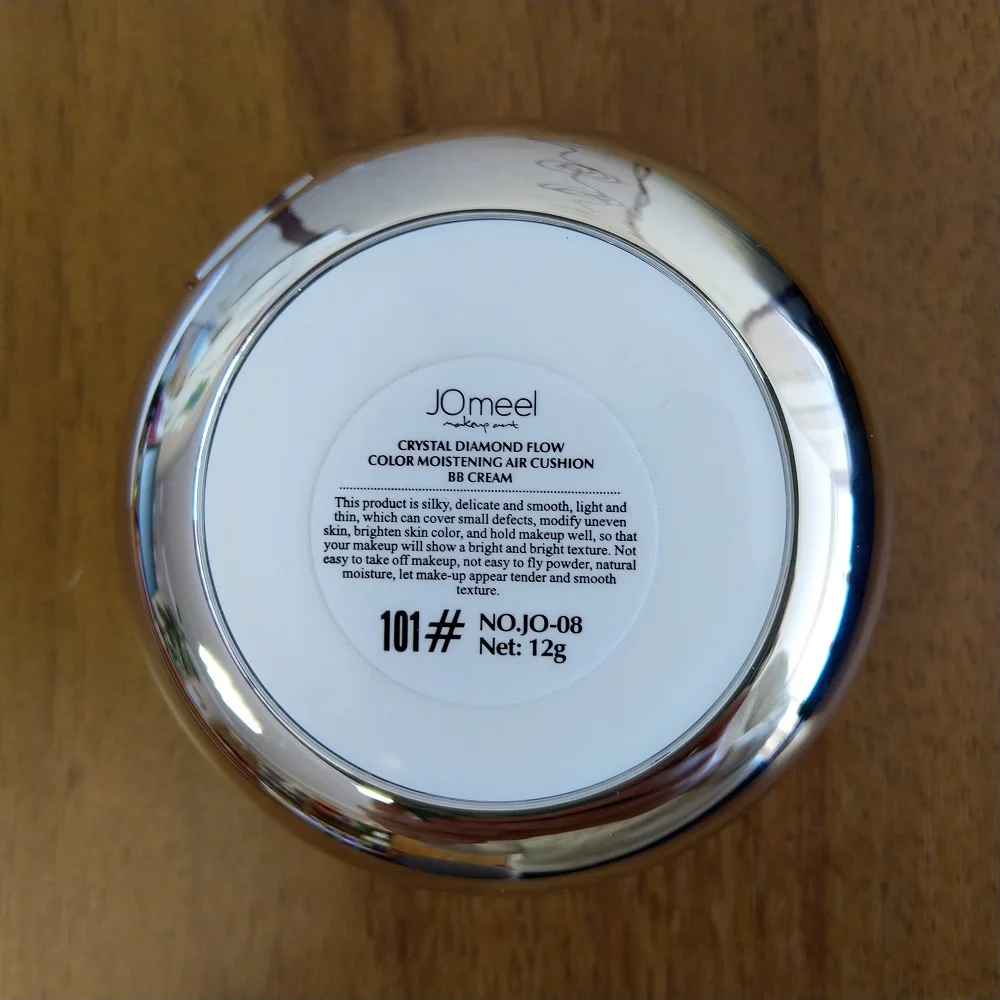 JOmeel
makeup art
CRYSTAL DIAMOND FLOW
COLOR MOISTENING AIR CUSHION
BB CREAM
This product is silky, delicate and smooth, light and
thin, which can cover small defects, modify uneven
skin, brighten skin color, and hold makeup well, so that
your makeup will show a bright and bright texture. Not
easy to take off makeup, not easy to fly powder, natural
moisture, let make-up appear tender and smooth
texture.
101# NO.JO-08
Net: 12g